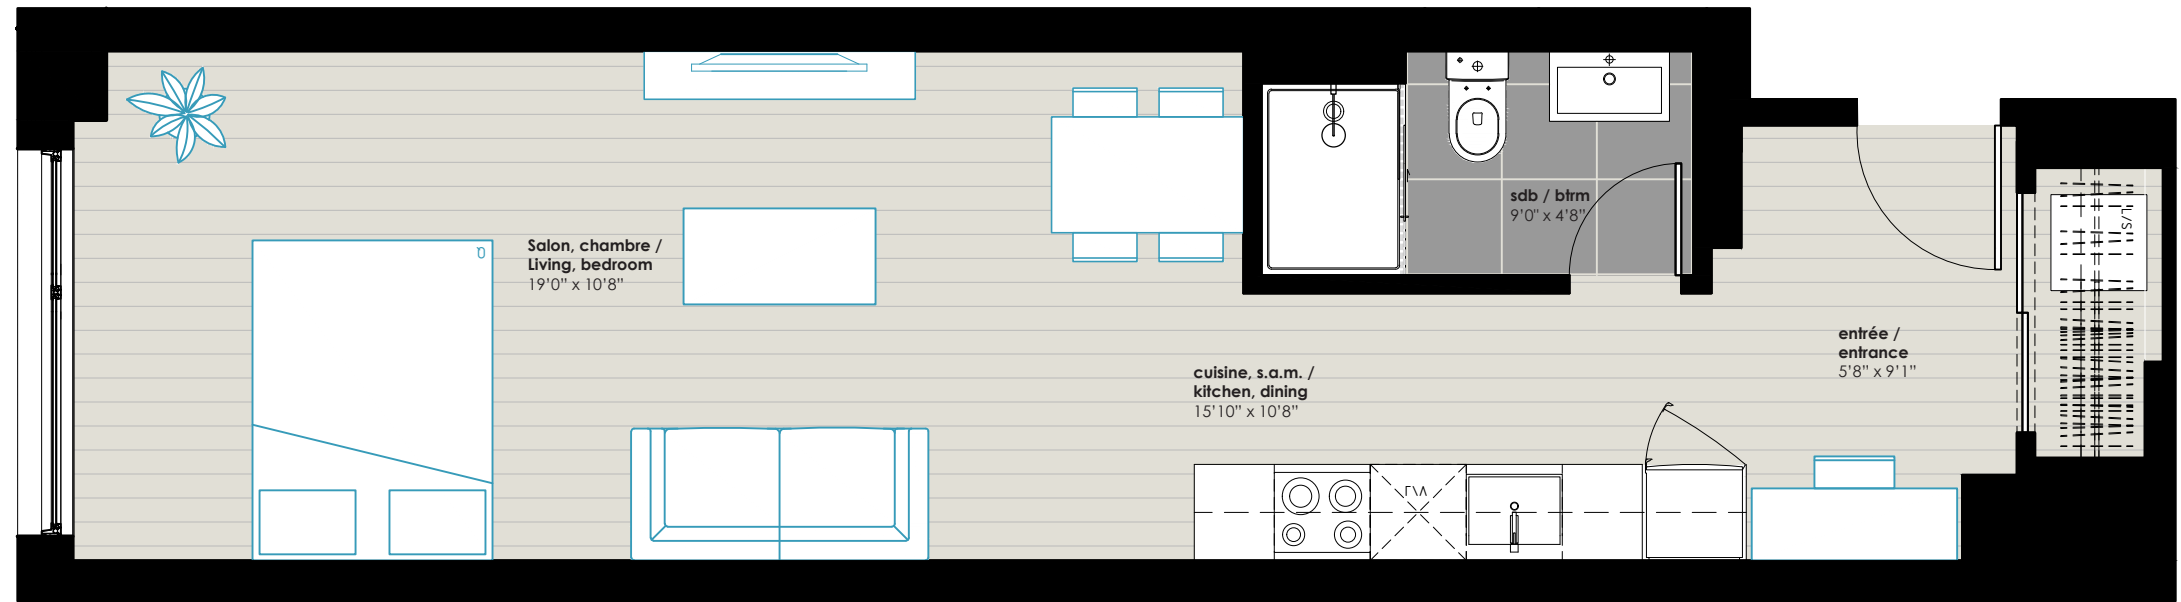 Salon, chambre /
Living, bedroom
19’0” x 10’8”
cuisine, s.a.m. /
kitchen, dining
15’10” x 10’8”
sdb / btrm
9’0” x 4’8”
entrée /
entrance
5’8” x 9’1”
L/S
L/V